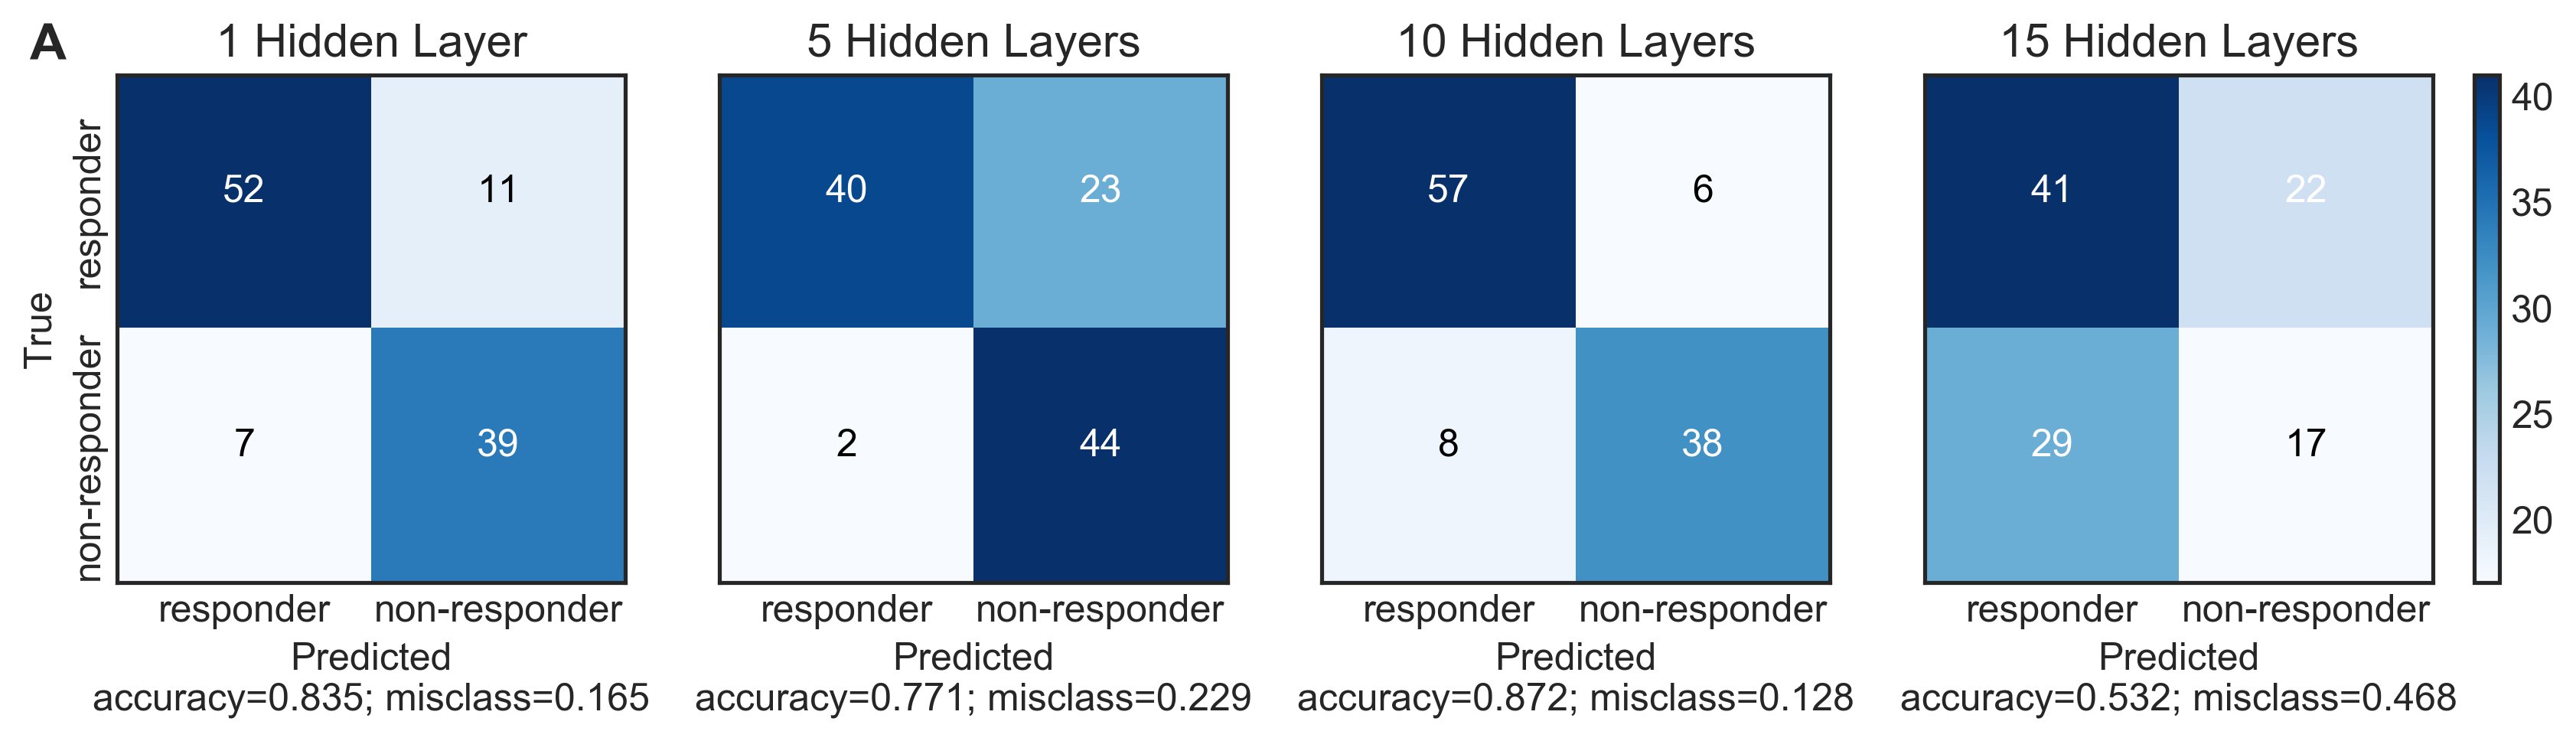 A
1 Hidden Layer
5 Hidden Layers
10 Hidden Layers
15 Hidden Layers
True
responder
non-responder
52
11
7
39
responder
non-responder
Predicted
accuracy=0.835; misclass=0.165
40
23
2
44
responder
non-responder
Predicted
accuracy=0.771; misclass=0.229
57
6
8
38
responder
non-responder
Predicted
accuracy=0.872; misclass=0.128
41
22
29
17
responder
non-responder
Predicted
accuracy=0.532; misclass=0.468
40
35
30
25
20